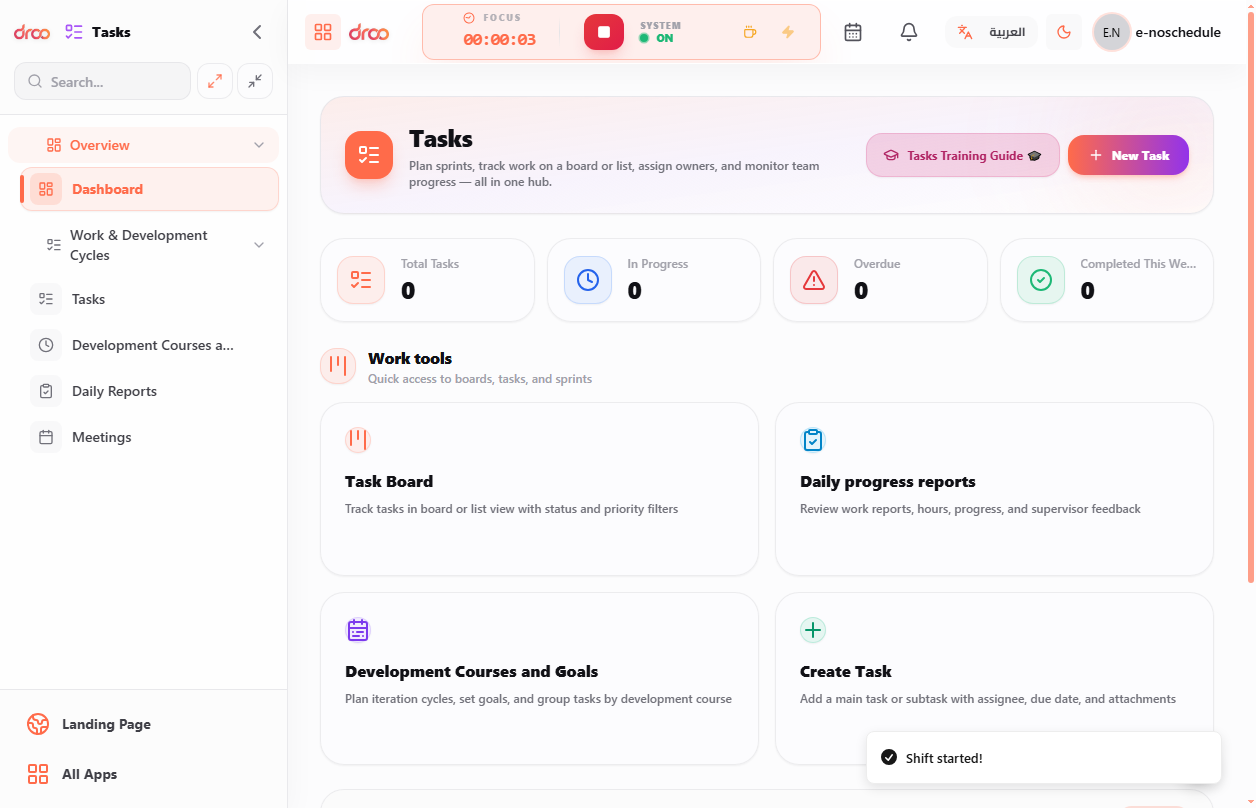 droo
Tasks
Search...
Overview
Dashboard
Work & Development
Cycles
Tasks
Development Courses a...
Daily Reports
Meetings
Landing Page
All Apps
droo
FOCUS
00:00:03
SYSTEM
ON
العربية
E.N
e-noschedule
Tasks
Plan sprints, track work on a board or list, assign owners, and monitor team
progress — all in one hub.
Tasks Training Guide 🎓
New Task
Total Tasks
0
In Progress
0
Overdue
0
Completed This We...
0
Work tools
Quick access to boards, tasks, and sprints
Task Board
Track tasks in board or list view with status and priority filters
Daily progress reports
Review work reports, hours, progress, and supervisor feedback
Development Courses and Goals
Plan iteration cycles, set goals, and group tasks by development course
Create Task
Add a main task or subtask with assignee, due date, and attachments
Shift started!